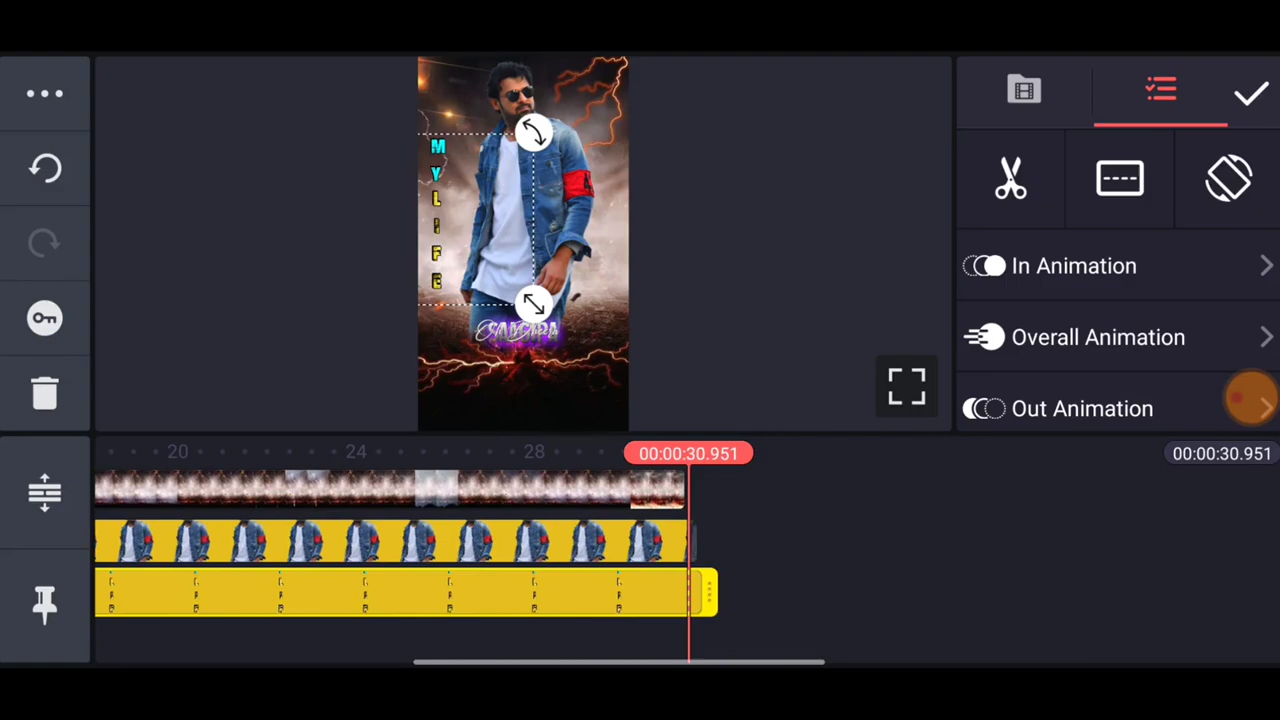 M
Y
L
I
F
E
In Animation
Overall Animation
Out Animation
20
24
28
00:00:30.951
00:00:30.951